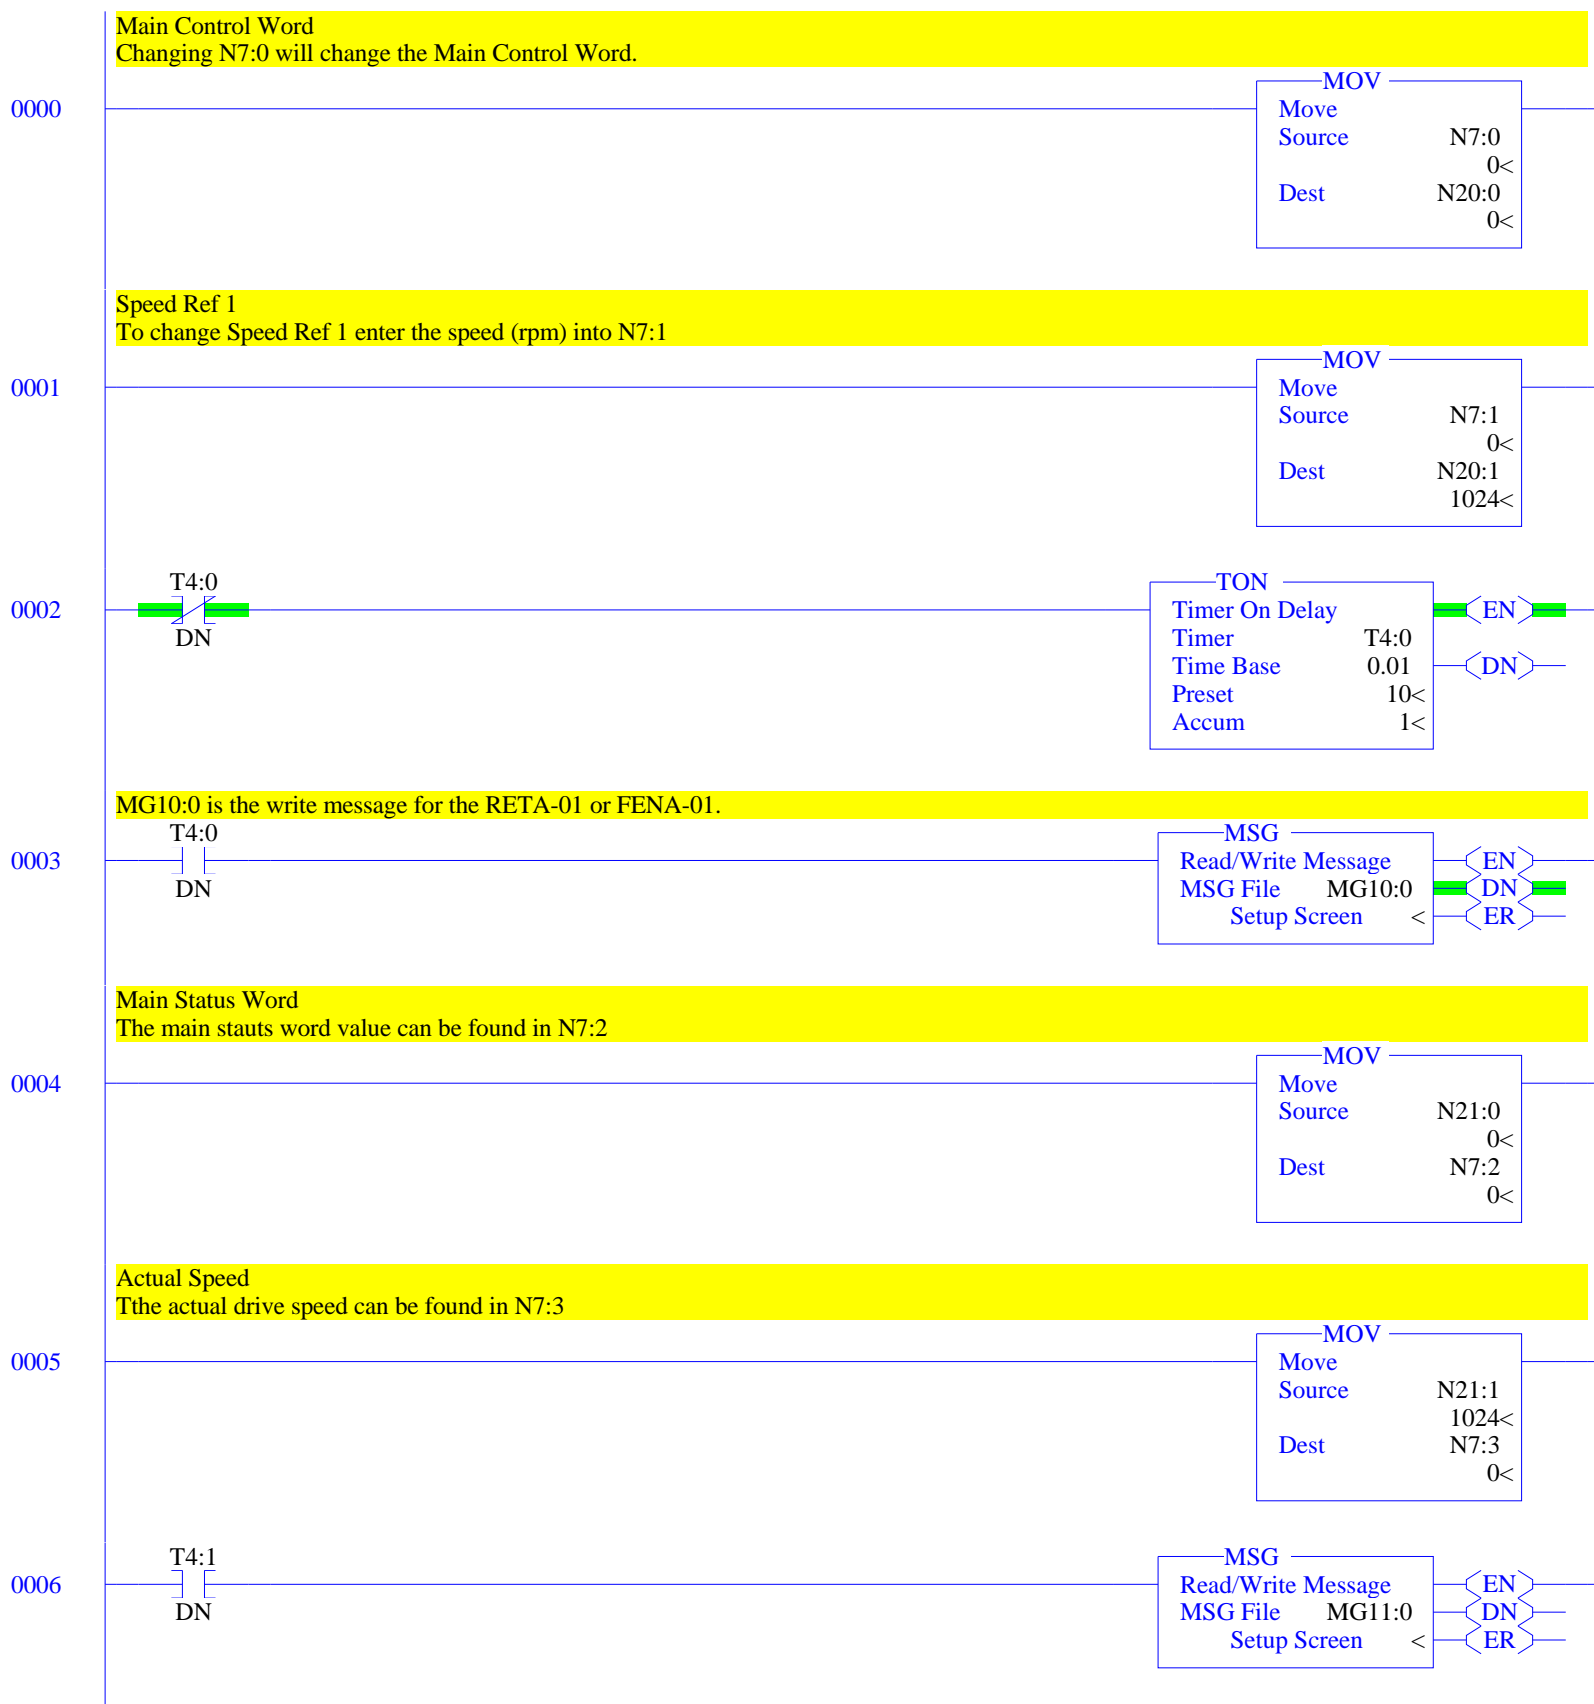 Main Control Word
Changing N7:0 will change the Main Control Word.
0000
MOV
Move
Source N7:0
0<
Dest N20:0
0<
Speed Ref 1
To change Speed Ref 1 enter the speed (rpm) into N7:1
0001
MOV
Move
Source N7:1
0<
Dest N20:1
1024<
0002
T4:0
DN
TON
Timer On Delay
Timer T4:0
Time Base 0.01
Preset 10<
Accum 1<
EN
DN
MG10:0 is the write message for the RETA-01 or FENA-01.
0003
T4:0
DN
MSG
Read/Write Message
MSG File MG10:0
Setup Screen <
EN
DN
ER
Main Status Word
The main stauts word value can be found in N7:2
0004
MOV
Move
Source N21:0
0<
Dest N7:2
0<
Actual Speed
Tthe actual drive speed can be found in N7:3
0005
MOV
Move
Source N21:1
1024<
Dest N7:3
0<
0006
T4:1
DN
MSG
Read/Write Message
MSG File MG11:0
Setup Screen <
EN
DN
ER